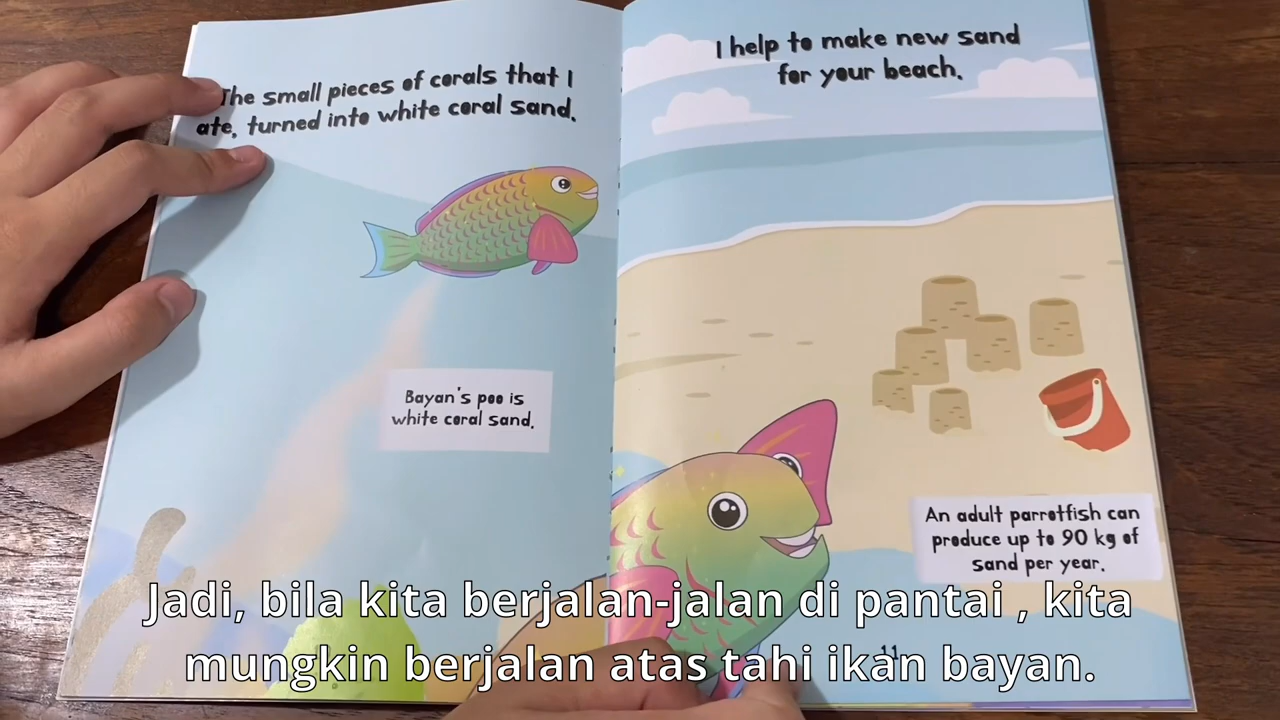 The small pieces of corals that I
ate, turned into white coral sand.
Bayan's poo is
white coral sand.
I help to make new sand
for your beach.
An adult parrotfish can
produce up to 90 kg of
sand per year.
11
Jadi, bila kita berjalan-jalan di pantai , kita
mungkin berjalan atas tahi ikan bayan.